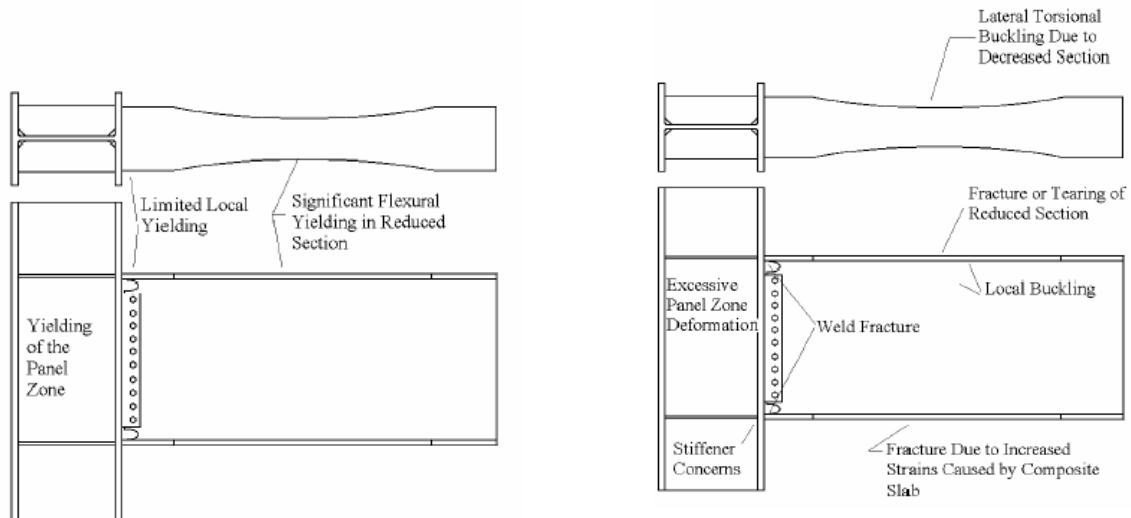 Limited Local
Yielding
Significant Flexural
Yielding in Reduced
Section
Yielding
of the
Panel
Zone
Lateral Torsional
Buckling Due to
Decreased Section
Fracture or Tearing of
Reduced Section
Excessive
Panel Zone
Deformation
Local Buckling
Weld Fracture
Stiffener
Concerns
Fracture Due to Increased
Strains Caused by Composite
Slab